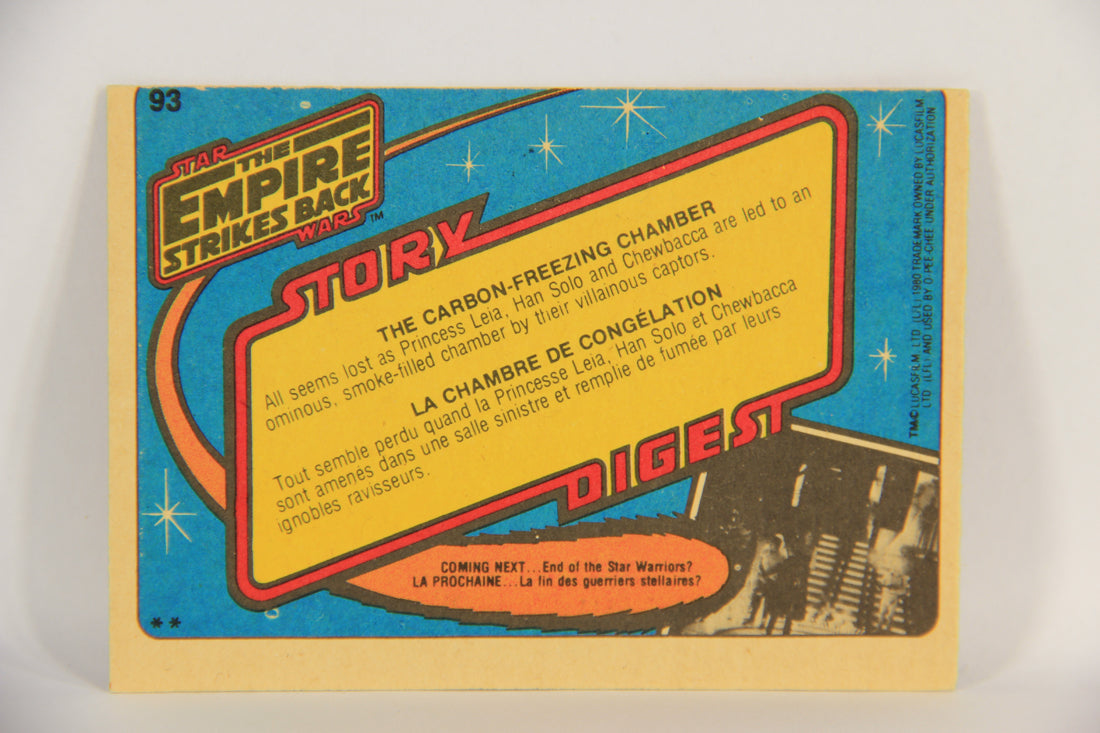 93
STAR
THE
EMPIRE
STRIKES BACK
WARS™
STORY
THE CARBON-FREEZING CHAMBER
All seems lost as Princess Leia, Han Solo and Chewbacca are led to an
ominous, smoke-filled chamber by their villainous captors.
LA CHAMBRE DE CONGÉLATION
Tout semble perdu quand la Princesse Leia, Han Solo et Chewbacca
sont amenés dans une salle sinistre et remplie de fumée par leurs
ignobles ravisseurs.
DIGEST
COMING NEXT...End of the Star Warriors?
LA PROCHAINE...La fin des guerriers stellaires?
**
TM:© LUCASFILM, LTD (LFL) 1980 TRADEMARK OWNED BY LUCASFILM,
LTD (LFL) AND USED BY O-PEE-CHEE UNDER AUTHORIZATION